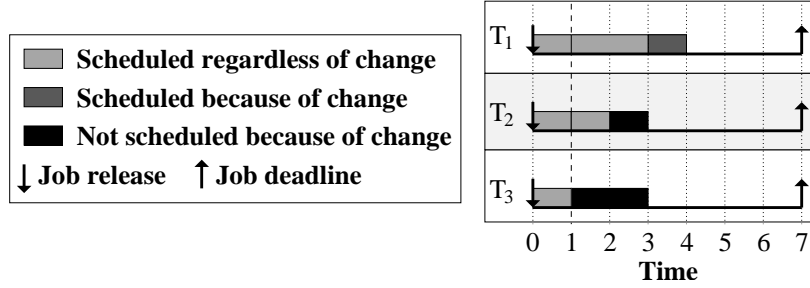 Scheduled regardless of change
Scheduled because of change
Not scheduled because of change
Job release Job deadline
T1
T2
T3
0 1 2 3 4 5 6 7
Time